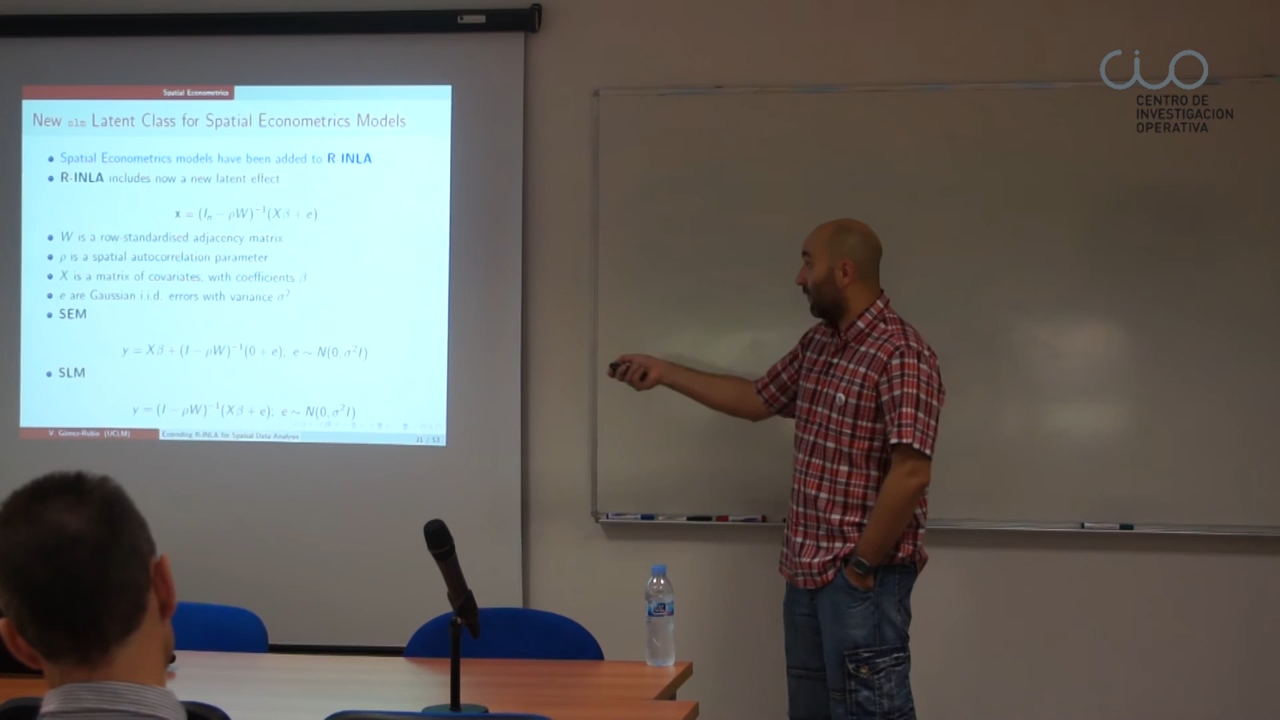 Spatial Econometrics
New slm Latent Class for Spatial Econometrics Models
Spatial Econometrics models have been added to R-INLA
R-INLA includes now a new latent effect
x = (Iₙ − ρW)⁻¹(Xβ + e)
W is a row-standardised adjacency matrix
ρ is a spatial autocorrelation parameter
X is a matrix of covariates, with coefficients β
e are Gaussian i.i.d. errors with variance σ²
SEM
y = Xβ + (I − ρW)⁻¹(0 + e); e ∼ N(0, σ²I)
SLM
y = (I − ρW)⁻¹(Xβ + e); e ∼ N(0, σ²I)
V. Gómez-Rubio (UCLM)
Extending R-INLA for Spatial Data Analysis
CIO
CENTRO DE
INVESTIGACION
OPERATIVA